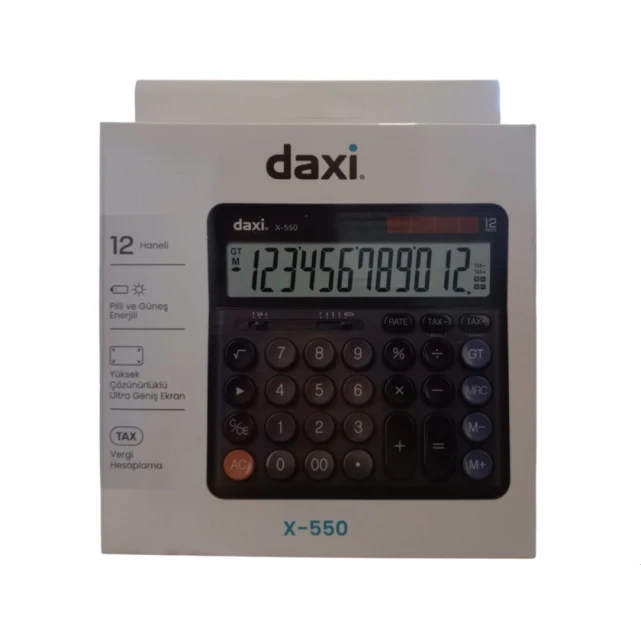 daxi.
12 Haneli
Pilli ve Güneş
Enerjili
Yüksek
Çözünürlüklü
Ultra Geniş Ekran
TAX
Vergi
Hesaplama
daxi. X-550
12
GT
M
123456789012.
RATE TAX- TAX+
√ 7 8 9 % ÷ GT
▶ 4 5 6 × − MRC
C/CE 1 2 3 + = M−
AC 0 00 • M+
X-550